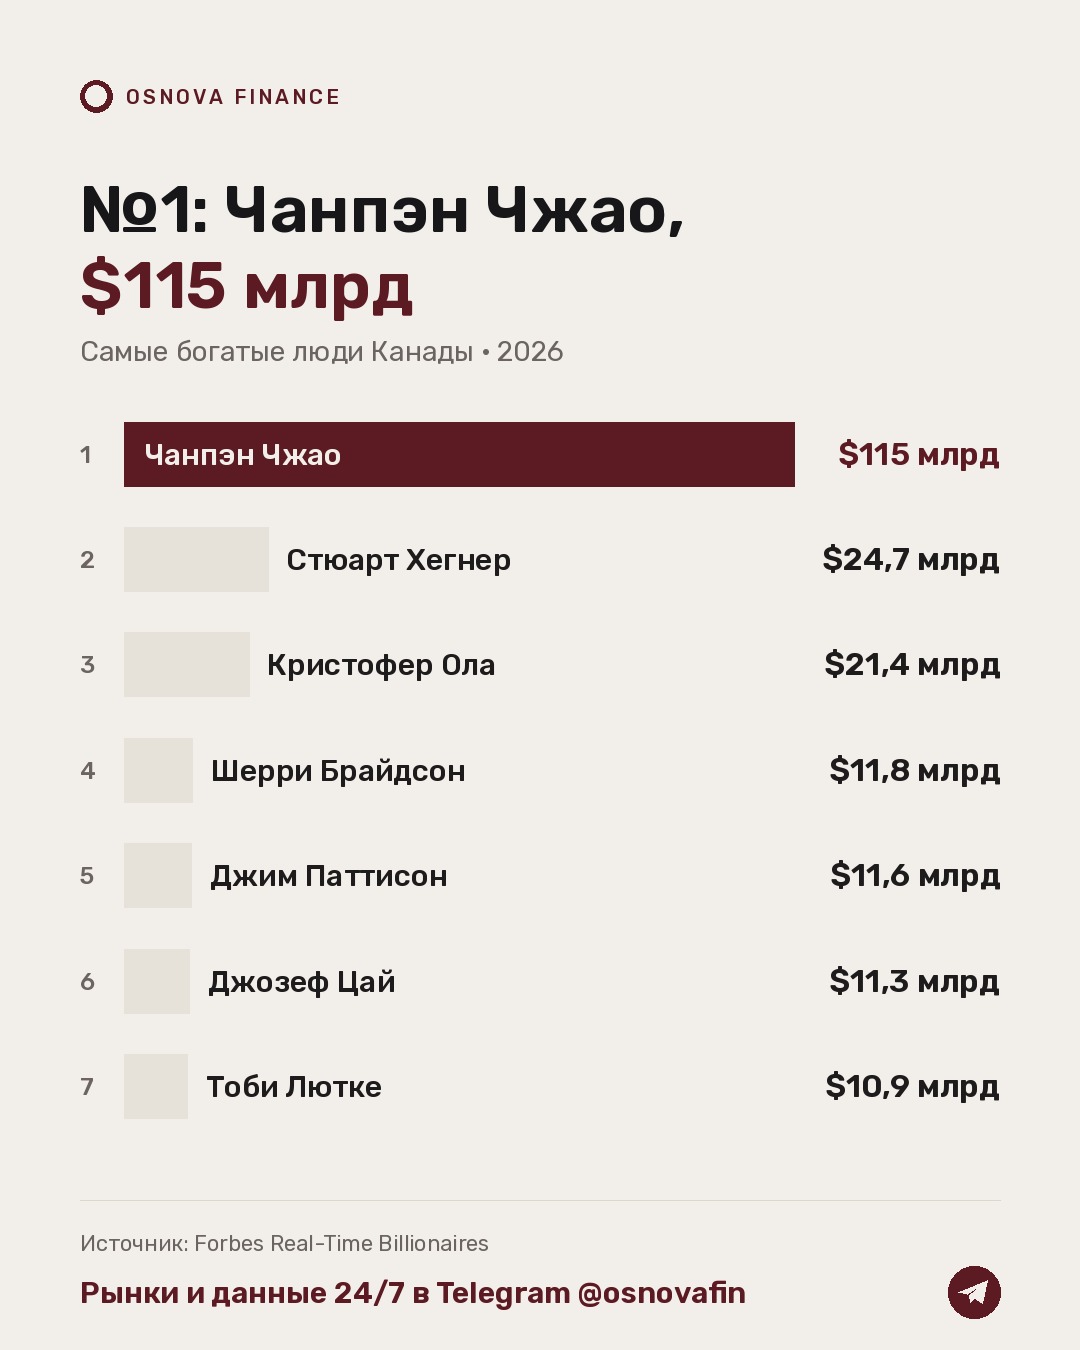 OSNOVA FINANCE
№1: Чанпэн Чжао,
$115 млрд
Самые богатые люди Канады • 2026
1 Чанпэн Чжао $115 млрд
2 Стюарт Хегнер $24,7 млрд
3 Кристофер Ола $21,4 млрд
4 Шерри Брайдсон $11,8 млрд
5 Джим Паттисон $11,6 млрд
6 Джозеф Цай $11,3 млрд
7 Тоби Лютке $10,9 млрд
Источник: Forbes Real-Time Billionaires
Рынки и данные 24/7 в Telegram @osnovafin